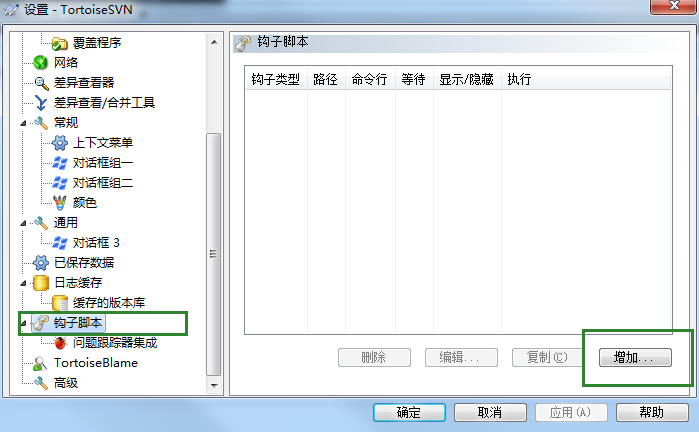 设置 - TortoiseSVN
覆盖程序
网络
差异查看器
差异查看/合并工具
常规
上下文菜单
对话框组一
对话框组二
颜色
通用
对话框 3
已保存数据
日志缓存
缓存的版本库
钩子脚本
问题跟踪器集成
TortoiseBlame
高级
钩子脚本
钩子类型 路径 命令行 等待 显示/隐藏 执行
删除 编辑... 复制(C) 增加...
确定 取消 应用(A) 帮助